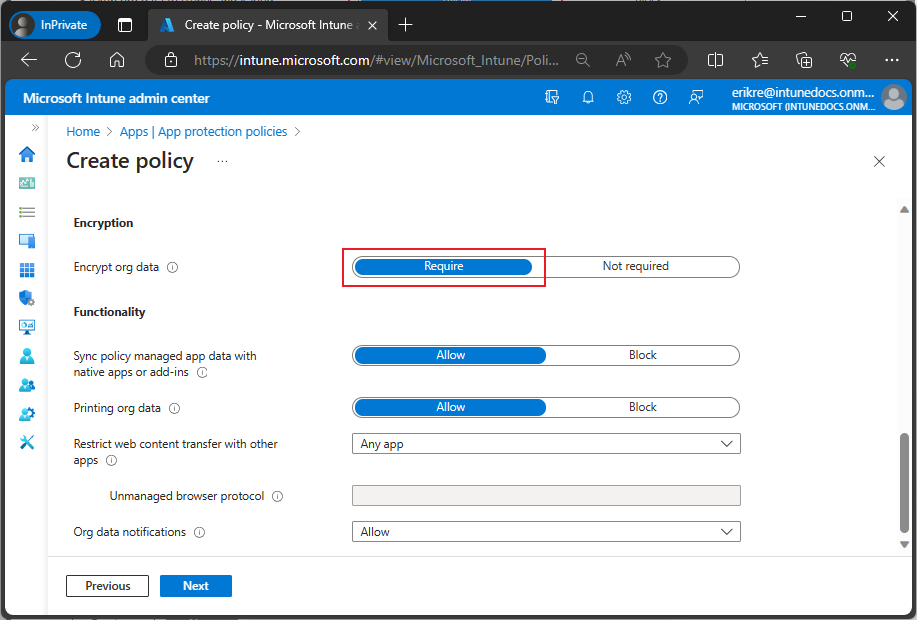 InPrivate
Create policy - Microsoft Intune a
https://intune.microsoft.com/#view/Microsoft_Intune/Poli...
Microsoft Intune admin center
erikre@intunedocs.onm...
MICROSOFT (INTUNEDOCS.ONM...
Home > Apps | App protection policies >
Create policy ...
Encryption
Encrypt org data
Require
Not required
Functionality
Sync policy managed app data with
native apps or add-ins
Allow
Block
Printing org data
Allow
Block
Restrict web content transfer with other
apps
Any app
Unmanaged browser protocol
Org data notifications
Allow
Previous
Next